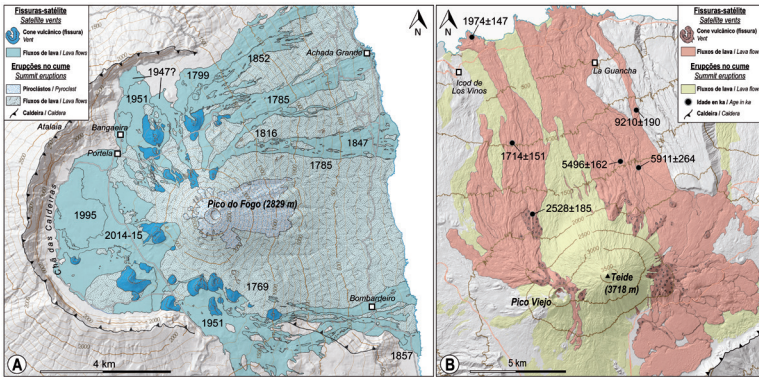 Fissuras-satélite
Satellite vents
Cone vulcânico (fissura)
Vent
Fluxos de lava / Lava flows
Erupções no cume
Summit eruptions
Piroclástos / Pyroclast
Fluxos de lava / Lava flows
Caldeira / Caldera
N
1852
Achada Grande
1947?
1799
1951
1785
Atalaia
Bangaeira
1816
Portela
1847
1785
Pico do Fogo (2829 m)
Chã das Caldeiras
1995
2014-15
1769
Bombardeiro
1951
1857
A
4 km
N
1974±147
Icod de
Los Vinos
La Guancha
9210±190
1714±151
5496±162
5911±264
2528±185
Teide
(3718 m)
Pico Viejo
B
5 km
Fissuras-satélite
Satellite vents
Cone vulcânico (fissura)
Vent
Fluxos de lava / Lava flows
Erupções no cume
Summit eruptions
Fluxos de lava / Lava flows
Idade en ka / Age in ka
Caldeira / Caldera